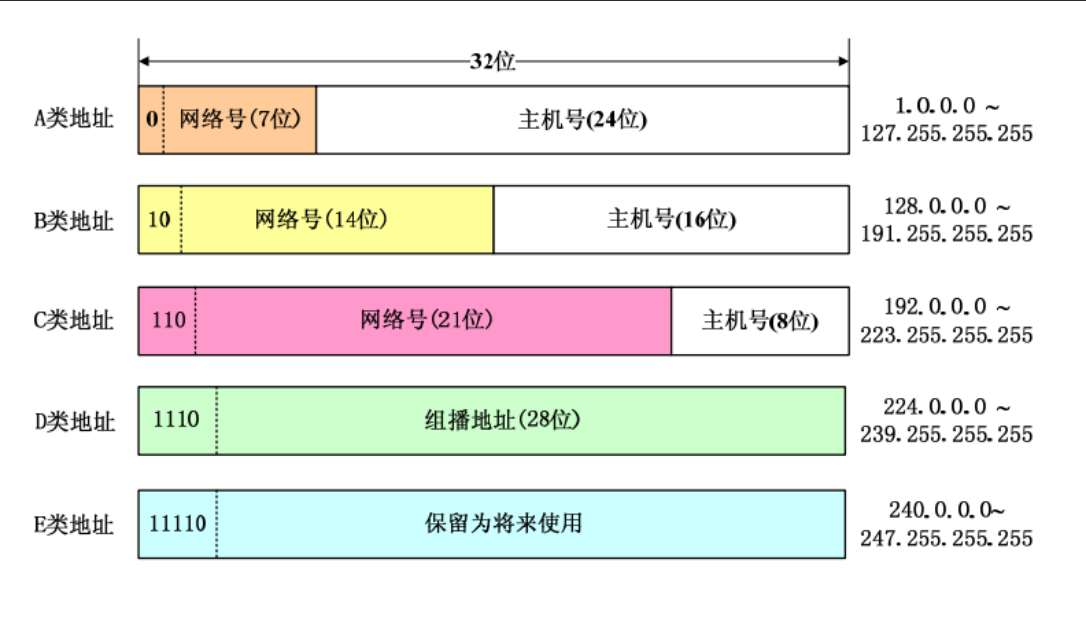 32位
A类地址 0 网络号(7位) 主机号(24位) 1.0.0.0 ~
127.255.255.255
B类地址 10 网络号(14位) 主机号(16位) 128.0.0.0 ~
191.255.255.255
C类地址 110 网络号(21位) 主机号(8位) 192.0.0.0 ~
223.255.255.255
D类地址 1110 组播地址(28位) 224.0.0.0 ~
239.255.255.255
E类地址 11110 保留为将来使用 240.0.0.0~
247.255.255.255